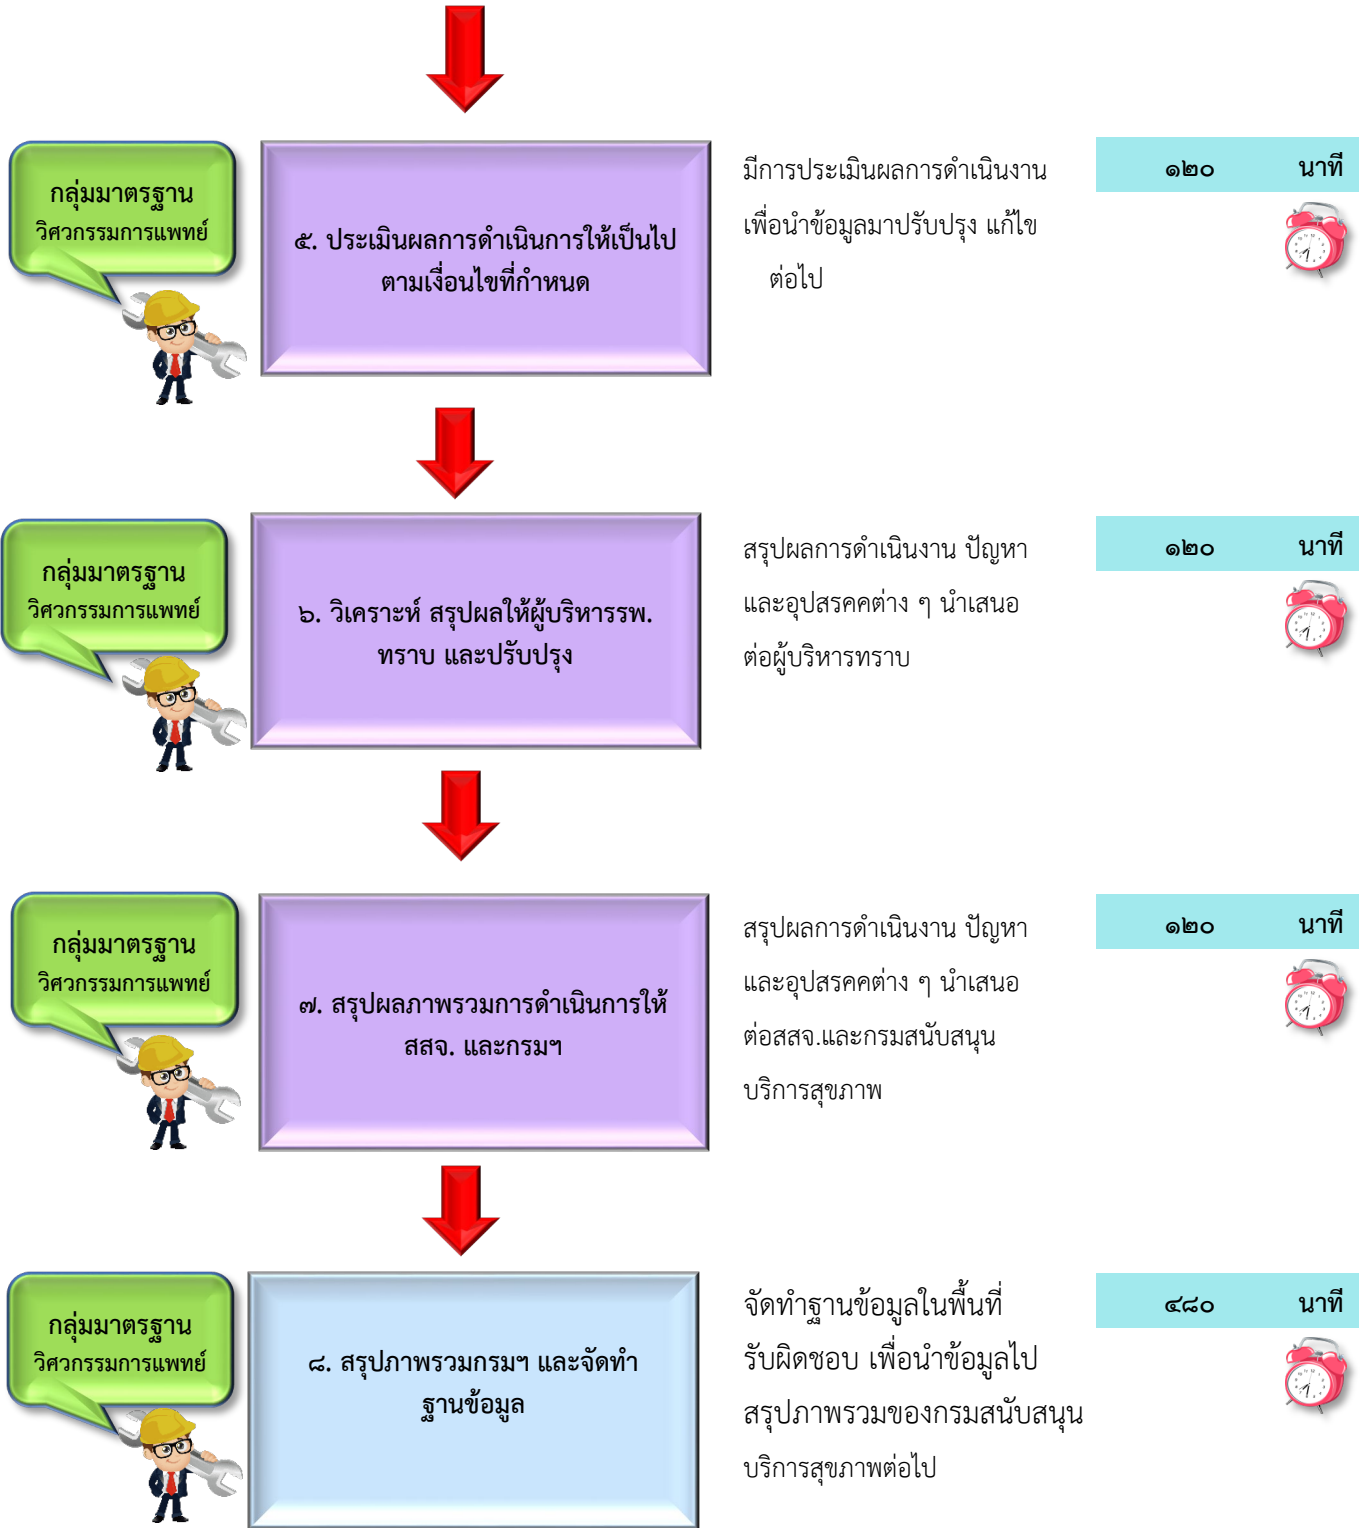 กลุ่มมาตรฐาน
วิศวกรรมการแพทย์
๕. ประเมินผลการดำเนินการให้เป็นไป
ตามเงื่อนไขที่กำหนด
มีการประเมินผลการดำเนินงาน
เพื่อนำข้อมูลมาปรับปรุง แก้ไข
ต่อไป
๑๒๐ นาที
กลุ่มมาตรฐาน
วิศวกรรมการแพทย์
๖. วิเคราะห์ สรุปผลให้ผู้บริหารรพ.
ทราบ และปรับปรุง
สรุปผลการดำเนินงาน ปัญหา
และอุปสรรคต่าง ๆ นำเสนอ
ต่อผู้บริหารทราบ
๑๒๐ นาที
กลุ่มมาตรฐาน
วิศวกรรมการแพทย์
๗. สรุปผลภาพรวมการดำเนินการให้
สสจ. และกรมฯ
สรุปผลการดำเนินงาน ปัญหา
และอุปสรรคต่าง ๆ นำเสนอ
ต่อสสจ.และกรมสนับสนุน
บริการสุขภาพ
๑๒๐ นาที
กลุ่มมาตรฐาน
วิศวกรรมการแพทย์
๘. สรุปภาพรวมกรมฯ และจัดทำ
ฐานข้อมูล
จัดทำฐานข้อมูลในพื้นที่
รับผิดชอบ เพื่อนำข้อมูลไป
สรุปภาพรวมของกรมสนับสนุน
บริการสุขภาพต่อไป
๔๘๐ นาที